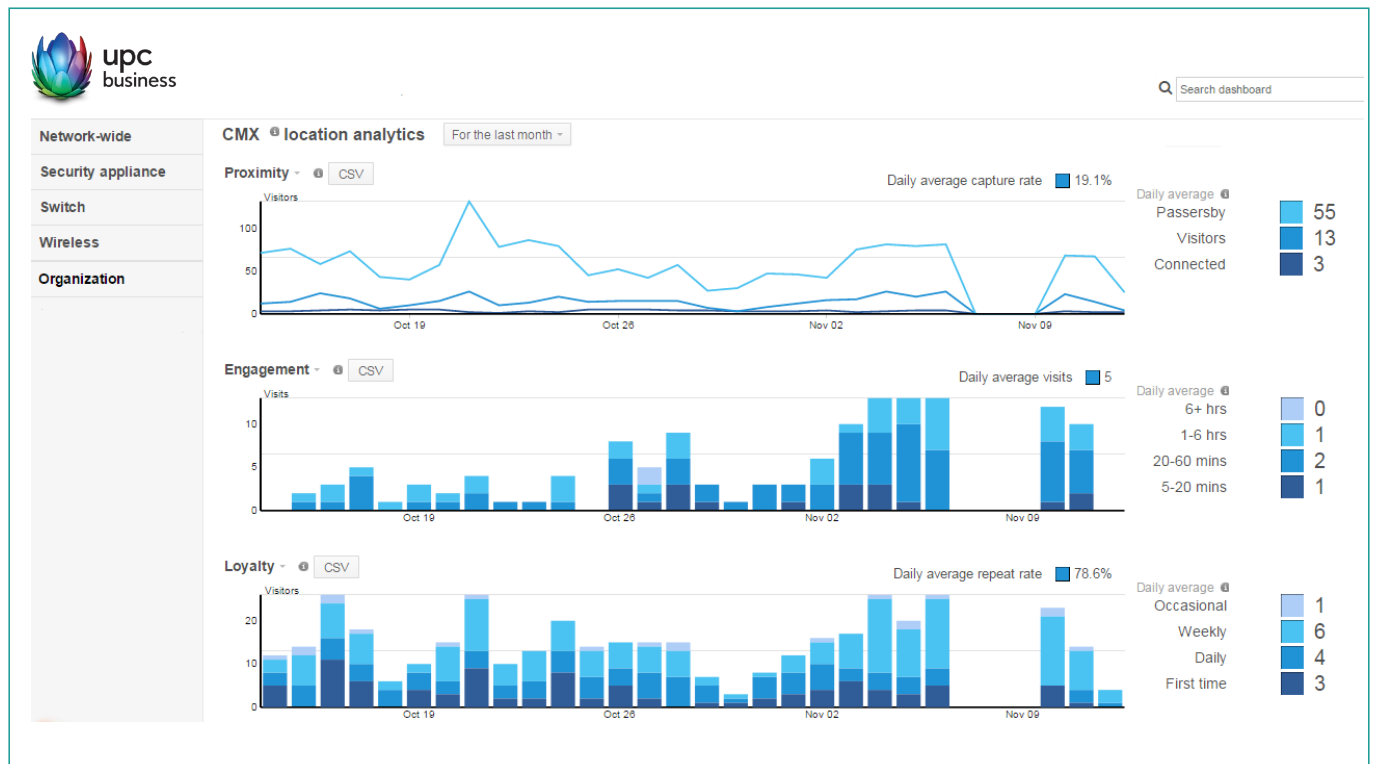 upc
business
Search dashboard
Network-wide
Security appliance
Switch
Wireless
Organization
CMX location analytics For the last month
Proximity CSV
Daily average capture rate 19.1%
Visitors
100
50
0
Oct 19 Oct 26 Nov 02 Nov 09
Daily average
Passersby 55
Visitors 13
Connected 3
Engagement CSV
Daily average visits 5
Visits
10
5
0
Oct 19 Oct 26 Nov 02 Nov 09
Daily average
6+ hrs 0
1-6 hrs 1
20-60 mins 2
5-20 mins 1
Loyalty CSV
Daily average repeat rate 78.6%
Visitors
20
10
0
Oct 19 Oct 26 Nov 02 Nov 09
Daily average
Occasional 1
Weekly 6
Daily 4
First time 3